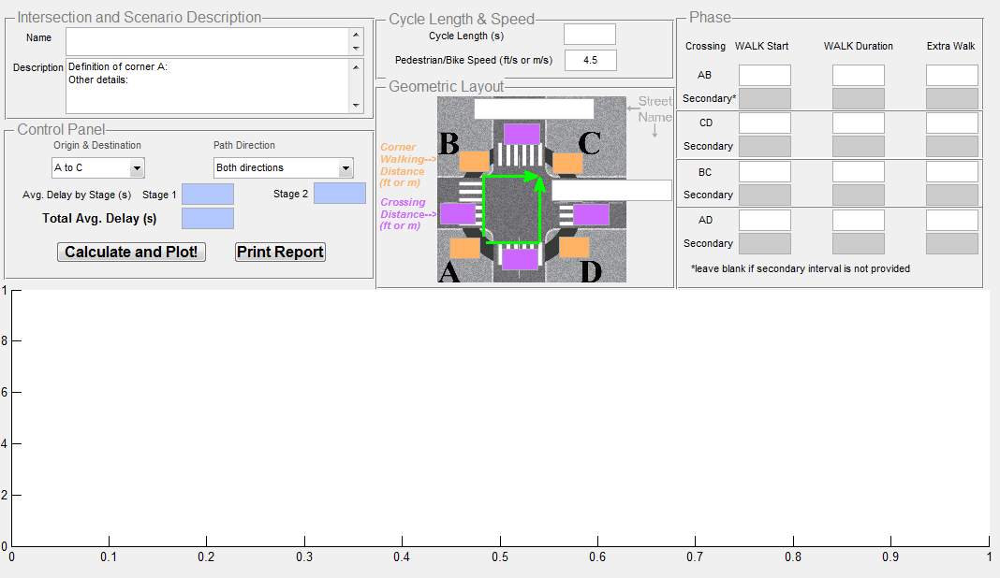 Intersection and Scenario Description
Name
Description
Definition of corner A:
Other details:
Control Panel
Origin & Destination
Path Direction
A to C
Both directions
Avg. Delay by Stage (s)
Stage 1
Stage 2
Total Avg. Delay (s)
Calculate and Plot!
Print Report
Cycle Length & Speed
Cycle Length (s)
Pedestrian/Bike Speed (ft/s or m/s)
4.5
Geometric Layout
Street
Name
B
C
Corner
Walking-->
Distance
(ft or m)
Crossing
Distance-->
(ft or m)
A
D
Phase
Crossing WALK Start WALK Duration Extra Walk
AB
Secondary*
CD
Secondary
BC
Secondary
AD
Secondary
*leave blank if secondary interval is not provided
1
8
6
4
2
0
0 0.1 0.2 0.3 0.4 0.5 0.6 0.7 0.8 0.9 1